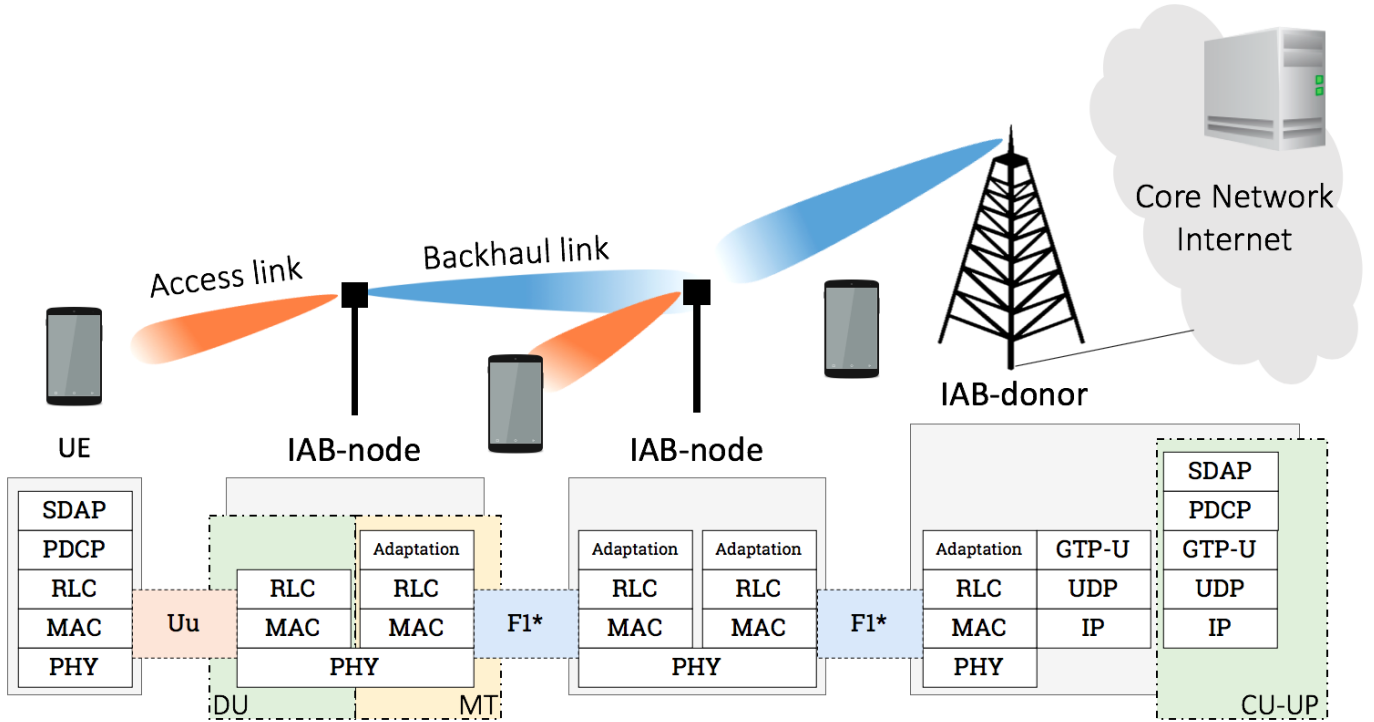 Core Network
Internet
Access link
Backhaul link
IAB-donor
UE
IAB-node
IAB-node
SDAP
PDCP
RLC
MAC
PHY
Uu
RLC
MAC
Adaptation
RLC
MAC
PHY
DU
MT
F1*
Adaptation
RLC
MAC
Adaptation
RLC
MAC
PHY
F1*
Adaptation
RLC
MAC
PHY
GTP-U
UDP
IP
SDAP
PDCP
GTP-U
UDP
IP
CU-UP